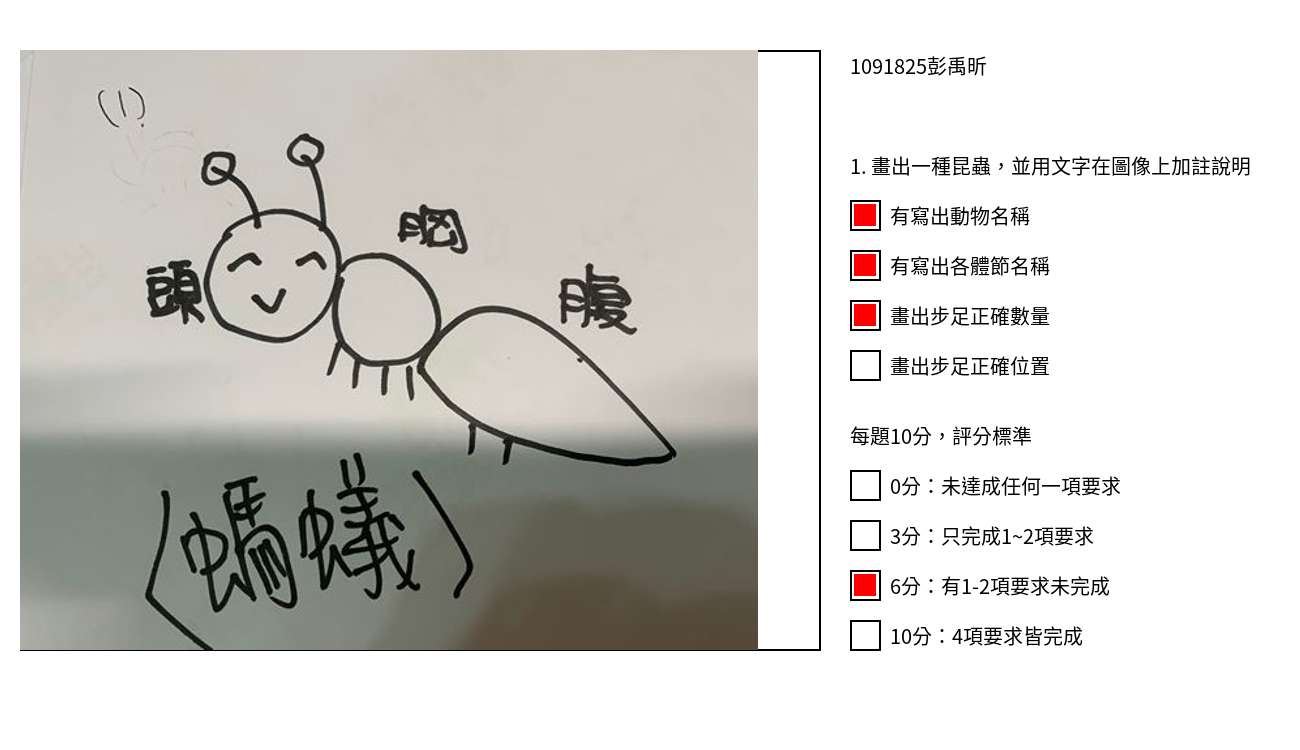 (1)
頭
胸
腹
〈螞蟻〉
1091825彭禹昕
1. 畫出一種昆蟲，並用文字在圖像上加註說明
有寫出動物名稱
有寫出各體節名稱
畫出步足正確數量
畫出步足正確位置
每題10分，評分標準
0分：未達成任何一項要求
3分：只完成1~2項要求
6分：有1-2項要求未完成
10分：4項要求皆完成